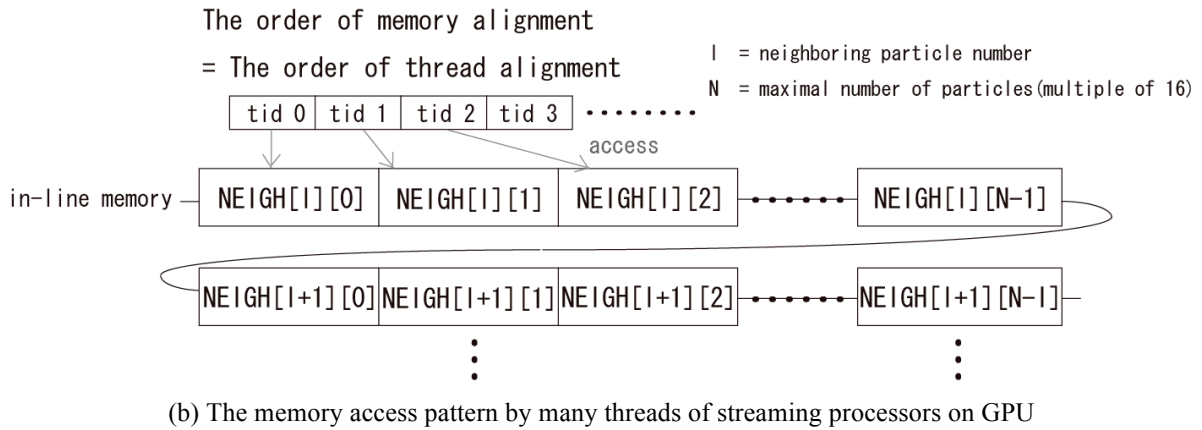 The order of memory alignment
= The order of thread alignment
I = neighboring particle number
N = maximal number of particles(multiple of 16)
tid 0 tid 1 tid 2 tid 3 ········
access
in-line memory NEIGH[I][0] NEIGH[I][1] NEIGH[I][2] ······ NEIGH[I][N-1]
NEIGH[I+1][0] NEIGH[I+1][1] NEIGH[I+1][2] ······ NEIGH[I+1][N-I]
(b) The memory access pattern by many threads of streaming processors on GPU